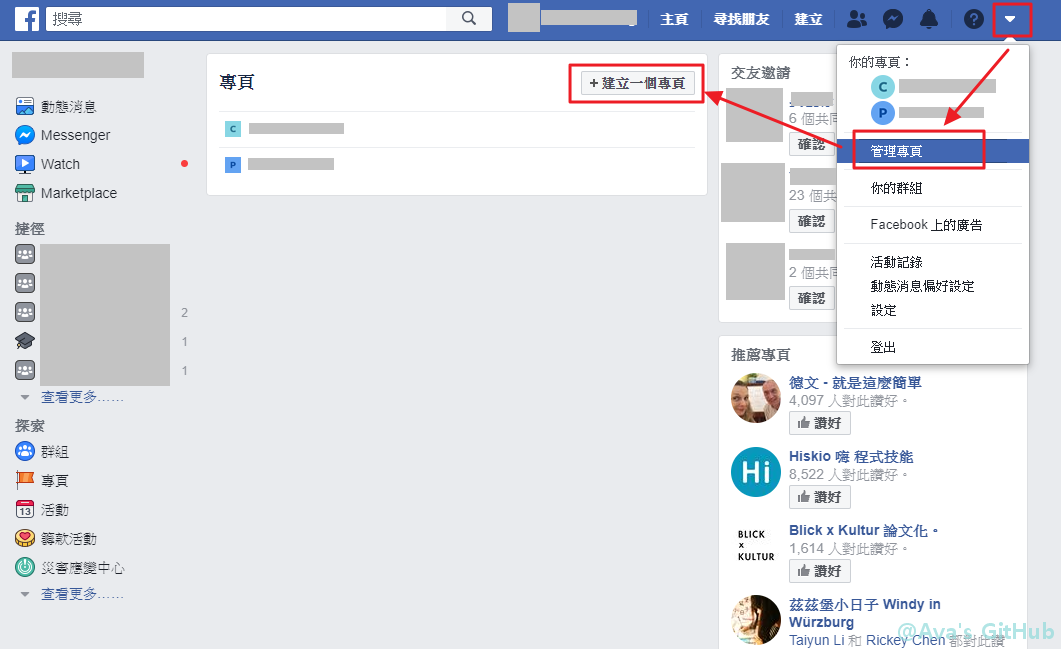 搜尋
主頁
尋找朋友
建立
動態消息
Messenger
Watch
Marketplace
捷徑
2
1
1
查看更多......
探索
群組
專頁
13
活動
籌款活動
災害應變中心
查看更多......
專頁
+ 建立一個專頁
C
P
交友邀請
6 個共同
確認
23 個共
確認
2 個共同
確認
你的專頁：
C
P
管理專頁
你的群組
Facebook 上的廣告
活動記錄
動態消息偏好設定
設定
登出
推薦專頁
德文 - 就是這麼簡單
4,097 人對此讚好。
讚好
Hi
Hiskio 嗨 程式技能
8,522 人對此讚好。
讚好
BLICK
x
KULTUR
Blick x Kultur 論文化。
1,614 人對此讚好。
讚好
茲茲堡小日子 Windy in
Würzburg
Taiyun Li 和 Rickey Chen 都對此讚
@Ava's GitHub